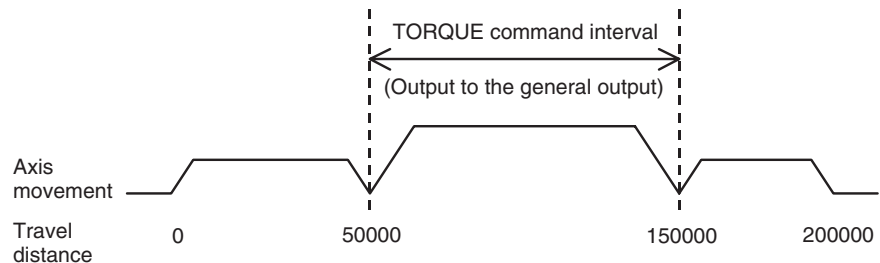 TORQUE command interval
(Output to the general output)
Axis
movement
Travel
distance
0
50000
150000
200000